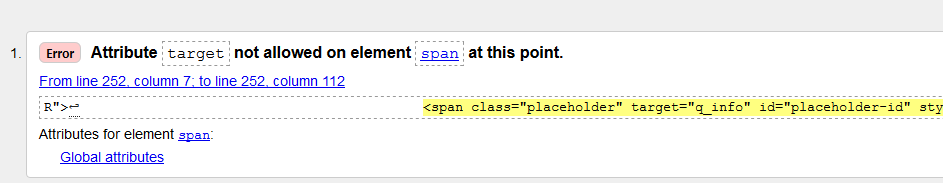 1. Error Attribute target not allowed on element span at this point.
From line 252, column 7; to line 252, column 112
R">↩ <span class="placeholder" target="q_info" id="placeholder-id" sty
Attributes for element span:
Global attributes